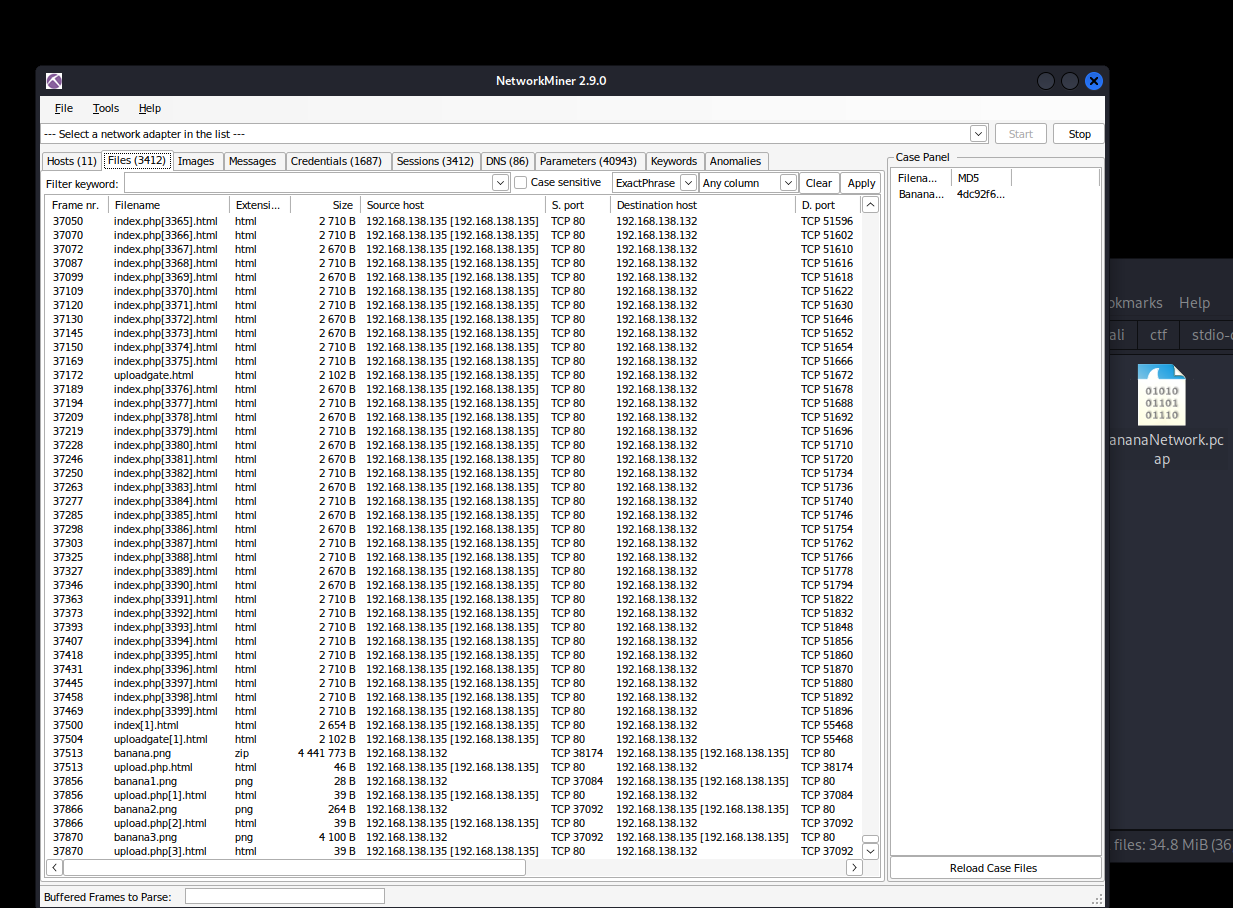 NetworkMiner 2.9.0
File Tools Help
--- Select a network adapter in the list --- Start Stop
Hosts (11) Files (3412) Images Messages Credentials (1687) Sessions (3412) DNS (86) Parameters (40943) Keywords Anomalies
Filter keyword: Case sensitive ExactPhrase Any column Clear Apply
Frame nr. Filename Extensi... Size Source host S. port Destination host D. port
37050 index.php[3365].html html 2 710 B 192.168.138.135 [192.168.138.135] TCP 80 192.168.138.132 TCP 51596
37070 index.php[3366].html html 2 710 B 192.168.138.135 [192.168.138.135] TCP 80 192.168.138.132 TCP 51602
37072 index.php[3367].html html 2 670 B 192.168.138.135 [192.168.138.135] TCP 80 192.168.138.132 TCP 51610
37087 index.php[3368].html html 2 710 B 192.168.138.135 [192.168.138.135] TCP 80 192.168.138.132 TCP 51616
37099 index.php[3369].html html 2 670 B 192.168.138.135 [192.168.138.135] TCP 80 192.168.138.132 TCP 51618
37109 index.php[3370].html html 2 710 B 192.168.138.135 [192.168.138.135] TCP 80 192.168.138.132 TCP 51622
37120 index.php[3371].html html 2 710 B 192.168.138.135 [192.168.138.135] TCP 80 192.168.138.132 TCP 51630
37130 index.php[3372].html html 2 670 B 192.168.138.135 [192.168.138.135] TCP 80 192.168.138.132 TCP 51646
37145 index.php[3373].html html 2 670 B 192.168.138.135 [192.168.138.135] TCP 80 192.168.138.132 TCP 51652
37150 index.php[3374].html html 2 710 B 192.168.138.135 [192.168.138.135] TCP 80 192.168.138.132 TCP 51654
37169 index.php[3375].html html 2 710 B 192.168.138.135 [192.168.138.135] TCP 80 192.168.138.132 TCP 51666
37172 uploadgate.html html 2 102 B 192.168.138.135 [192.168.138.135] TCP 80 192.168.138.132 TCP 51672
37189 index.php[3376].html html 2 670 B 192.168.138.135 [192.168.138.135] TCP 80 192.168.138.132 TCP 51678
37194 index.php[3377].html html 2 710 B 192.168.138.135 [192.168.138.135] TCP 80 192.168.138.132 TCP 51688
37209 index.php[3378].html html 2 670 B 192.168.138.135 [192.168.138.135] TCP 80 192.168.138.132 TCP 51692
37219 index.php[3379].html html 2 710 B 192.168.138.135 [192.168.138.135] TCP 80 192.168.138.132 TCP 51696
37228 index.php[3380].html html 2 670 B 192.168.138.135 [192.168.138.135] TCP 80 192.168.138.132 TCP 51710
37246 index.php[3381].html html 2 670 B 192.168.138.135 [192.168.138.135] TCP 80 192.168.138.132 TCP 51720
37250 index.php[3382].html html 2 710 B 192.168.138.135 [192.168.138.135] TCP 80 192.168.138.132 TCP 51734
37263 index.php[3383].html html 2 670 B 192.168.138.135 [192.168.138.135] TCP 80 192.168.138.132 TCP 51736
37277 index.php[3384].html html 2 710 B 192.168.138.135 [192.168.138.135] TCP 80 192.168.138.132 TCP 51740
37285 index.php[3385].html html 2 670 B 192.168.138.135 [192.168.138.135] TCP 80 192.168.138.132 TCP 51746
37298 index.php[3386].html html 2 670 B 192.168.138.135 [192.168.138.135] TCP 80 192.168.138.132 TCP 51754
37303 index.php[3387].html html 2 710 B 192.168.138.135 [192.168.138.135] TCP 80 192.168.138.132 TCP 51762
37325 index.php[3388].html html 2 710 B 192.168.138.135 [192.168.138.135] TCP 80 192.168.138.132 TCP 51766
37327 index.php[3389].html html 2 670 B 192.168.138.135 [192.168.138.135] TCP 80 192.168.138.132 TCP 51778
37346 index.php[3390].html html 2 670 B 192.168.138.135 [192.168.138.135] TCP 80 192.168.138.132 TCP 51794
37363 index.php[3391].html html 2 710 B 192.168.138.135 [192.168.138.135] TCP 80 192.168.138.132 TCP 51822
37373 index.php[3392].html html 2 710 B 192.168.138.135 [192.168.138.135] TCP 80 192.168.138.132 TCP 51832
37393 index.php[3393].html html 2 670 B 192.168.138.135 [192.168.138.135] TCP 80 192.168.138.132 TCP 51848
37407 index.php[3394].html html 2 710 B 192.168.138.135 [192.168.138.135] TCP 80 192.168.138.132 TCP 51856
37418 index.php[3395].html html 2 710 B 192.168.138.135 [192.168.138.135] TCP 80 192.168.138.132 TCP 51860
37431 index.php[3396].html html 2 710 B 192.168.138.135 [192.168.138.135] TCP 80 192.168.138.132 TCP 51870
37445 index.php[3397].html html 2 710 B 192.168.138.135 [192.168.138.135] TCP 80 192.168.138.132 TCP 51880
37458 index.php[3398].html html 2 710 B 192.168.138.135 [192.168.138.135] TCP 80 192.168.138.132 TCP 51892
37469 index.php[3399].html html 2 710 B 192.168.138.135 [192.168.138.135] TCP 80 192.168.138.132 TCP 51896
37500 index[1].html html 2 654 B 192.168.138.135 [192.168.138.135] TCP 80 192.168.138.132 TCP 55468
37504 uploadgate[1].html html 2 102 B 192.168.138.135 [192.168.138.135] TCP 80 192.168.138.132 TCP 55468
37513 banana.png zip 4 441 773 B 192.168.138.132 TCP 38174 192.168.138.135 [192.168.138.135] TCP 80
37513 upload.php.html html 46 B 192.168.138.135 [192.168.138.135] TCP 80 192.168.138.132 TCP 38174
37856 banana1.png png 28 B 192.168.138.132 TCP 37084 192.168.138.135 [192.168.138.135] TCP 80
37856 upload.php[1].html html 39 B 192.168.138.135 [192.168.138.135] TCP 80 192.168.138.132 TCP 37084
37866 banana2.png png 264 B 192.168.138.132 TCP 37092 192.168.138.135 [192.168.138.135] TCP 80
37866 upload.php[2].html html 39 B 192.168.138.135 [192.168.138.135] TCP 80 192.168.138.132 TCP 37092
37870 banana3.png png 4 100 B 192.168.138.132 TCP 37092 192.168.138.135 [192.168.138.135] TCP 80
37870 upload.php[3].html html 39 B 192.168.138.135 [192.168.138.135] TCP 80 192.168.138.132 TCP 37092
Buffered Frames to Parse:
Case Panel
Filena... MD5
Banana... 4dc92f6...
Reload Case Files
okmarks Help
ali ctf stdio-c
01010
01101
01110
ananaNetwork.pc
ap
files: 34.8 MiB (36